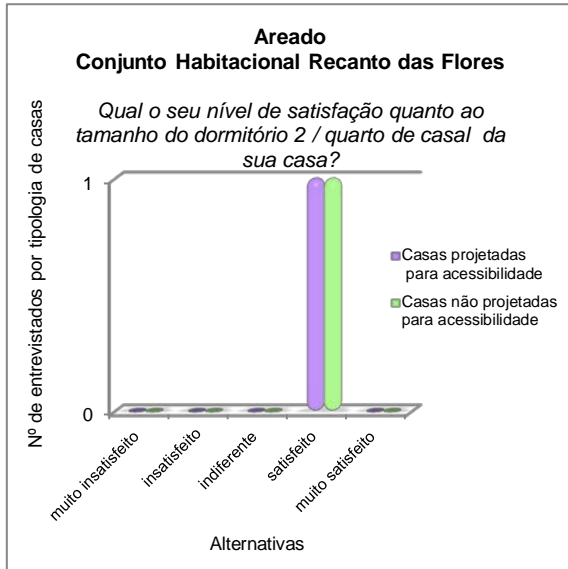 Areado
Conjunto Habitacional Recanto das Flores
Qual o seu nível de satisfação quanto ao
tamanho do dormitório 2 / quarto de casal da
sua casa?
Nº de entrevistados por tipologia de casas
1
0
Casas projetadas
para acessibilidade
Casas não projetadas
para acessibilidade
muito insatisfeito
insatisfeito
indiferente
satisfeito
muito satisfeito
Alternativas